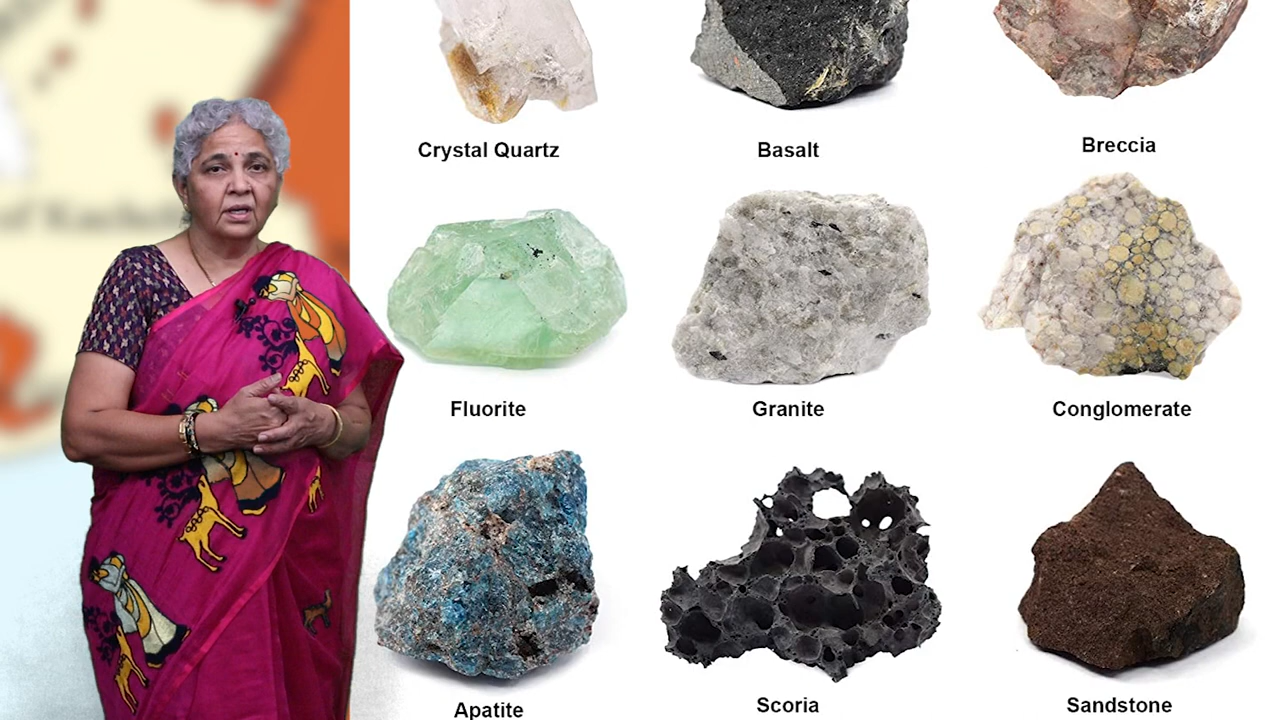 Crystal Quartz
Basalt
Breccia
Fluorite
Granite
Conglomerate
Apatite
Scoria
Sandstone